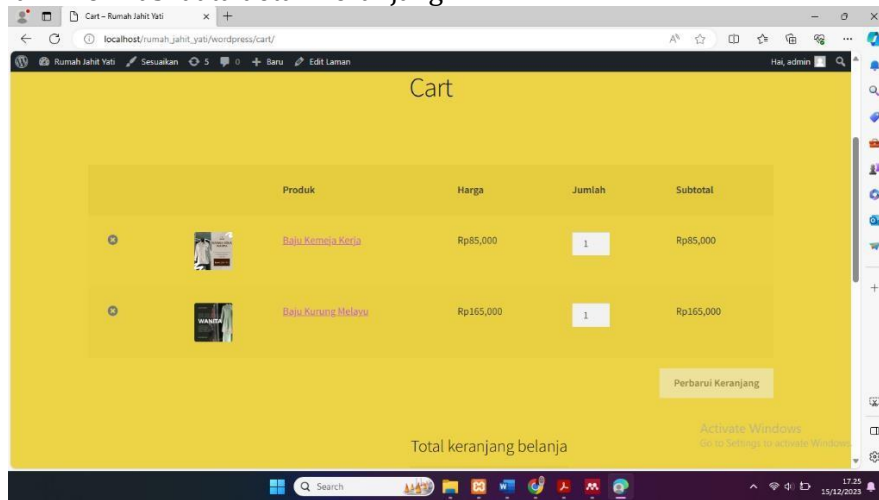 Cart – Rumah Jahit Yati
localhost/rumah_jahit_yati/wordpress/cart/
Rumah Jahit Yati Sesuaikan 5 0 Baru Edit Laman Hai, admin
Cart
Produk Harga Jumlah Subtotal
Baju Kemeja Kerja Rp85,000 1 Rp85,000
WANITA Baju Kurung Melayu Rp165,000 1 Rp165,000
Perbarui Keranjang
Activate Windows
Go to Settings to activate Windows.
Total keranjang belanja
Search
17.25
15/12/2023